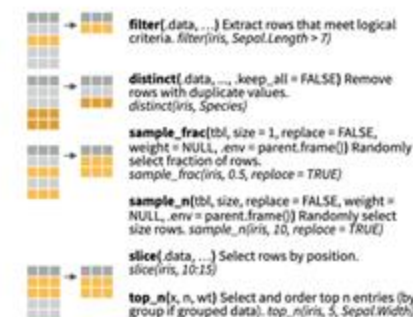 filter(.data, …) Extract rows that meet logical
criteria. filter(iris, Sepal.Length > 7)
distinct(.data, ..., .keep_all = FALSE) Remove
rows with duplicate values.
distinct(iris, Species)
sample_frac(tbl, size = 1, replace = FALSE,
weight = NULL, .env = parent.frame()) Randomly
select fraction of rows.
sample_frac(iris, 0.5, replace = TRUE)
sample_n(tbl, size, replace = FALSE, weight =
NULL, .env = parent.frame()) Randomly select
size rows. sample_n(iris, 10, replace = TRUE)
slice(.data, …) Select rows by position.
slice(iris, 10:15)
top_n(x, n, wt) Select and order top n entries (by
group if grouped data). top_n(iris, 5, Sepal.Width)